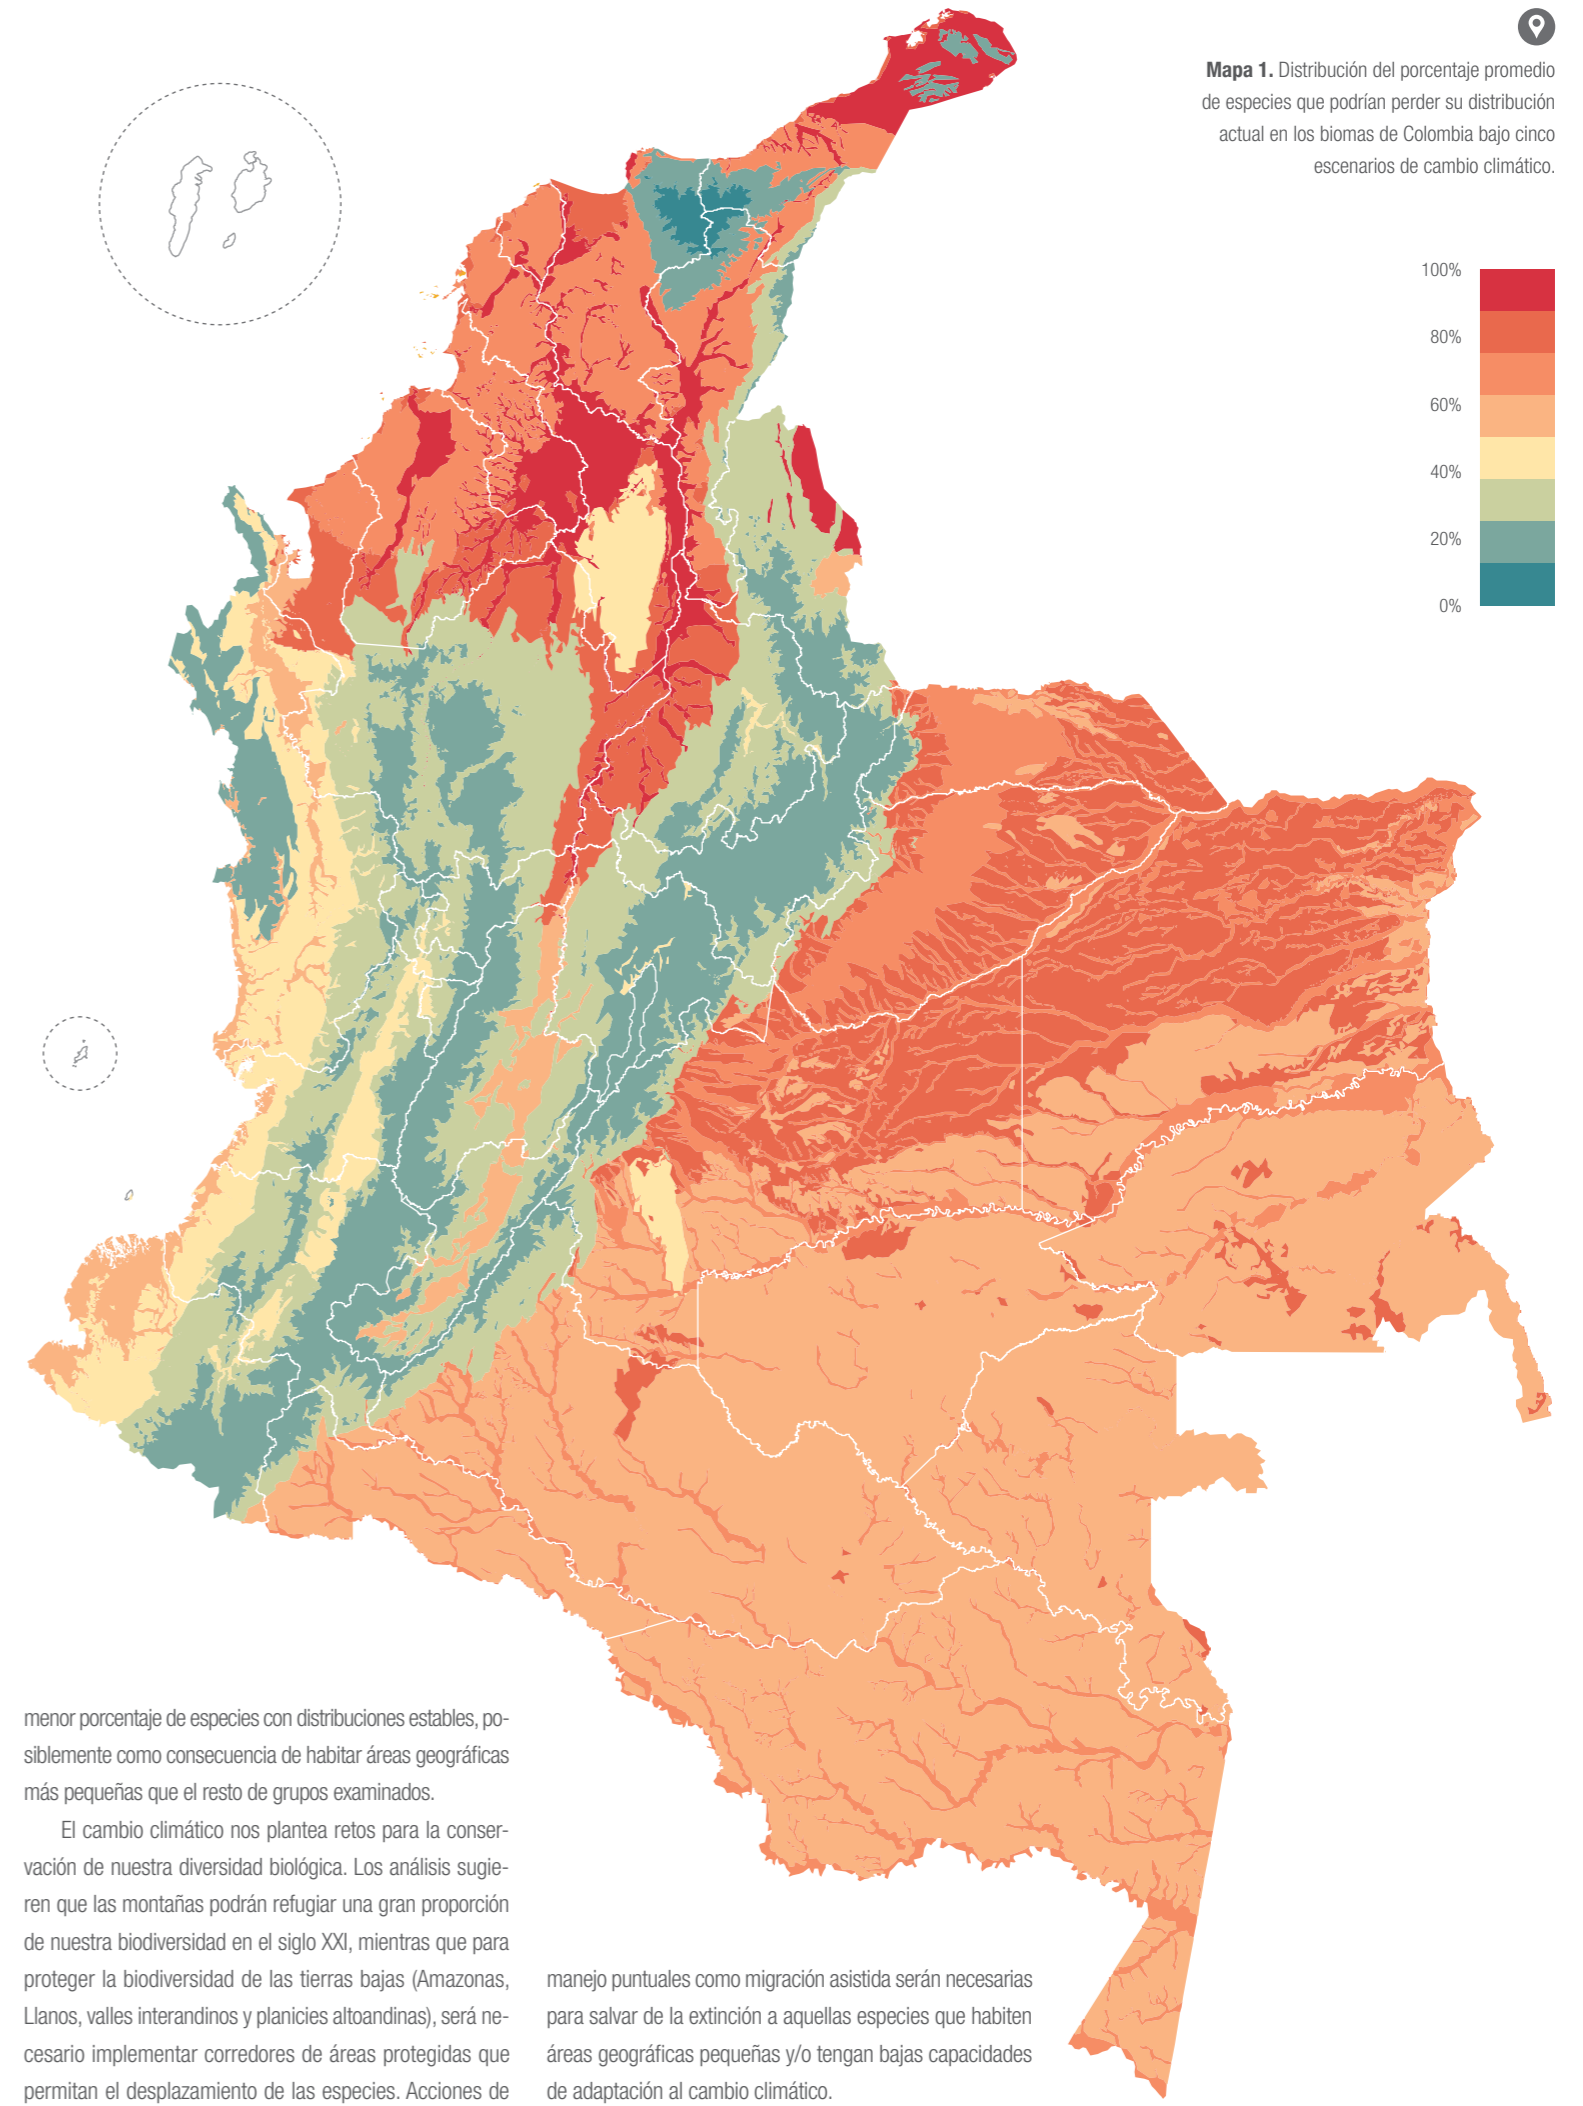 Mapa 1. Distribución del porcentaje promedio
de especies que podrían perder su distribución
actual en los biomas de Colombia bajo cinco
escenarios de cambio climático.
100%
80%
60%
40%
20%
0%
menor porcentaje de especies con distribuciones estables, po-
siblemente como consecuencia de habitar áreas geográficas
más pequeñas que el resto de grupos examinados.
El cambio climático nos plantea retos para la conser-
vación de nuestra diversidad biológica. Los análisis sugie-
ren que las montañas podrán refugiar una gran proporción
de nuestra biodiversidad en el siglo XXI, mientras que para
proteger la biodiversidad de las tierras bajas (Amazonas,
Llanos, valles interandinos y planicies altoandinas), será ne-
cesario implementar corredores de áreas protegidas que
permitan el desplazamiento de las especies. Acciones de
manejo puntuales como migración asistida serán necesarias
para salvar de la extinción a aquellas especies que habiten
áreas geográficas pequeñas y/o tengan bajas capacidades
de adaptación al cambio climático.